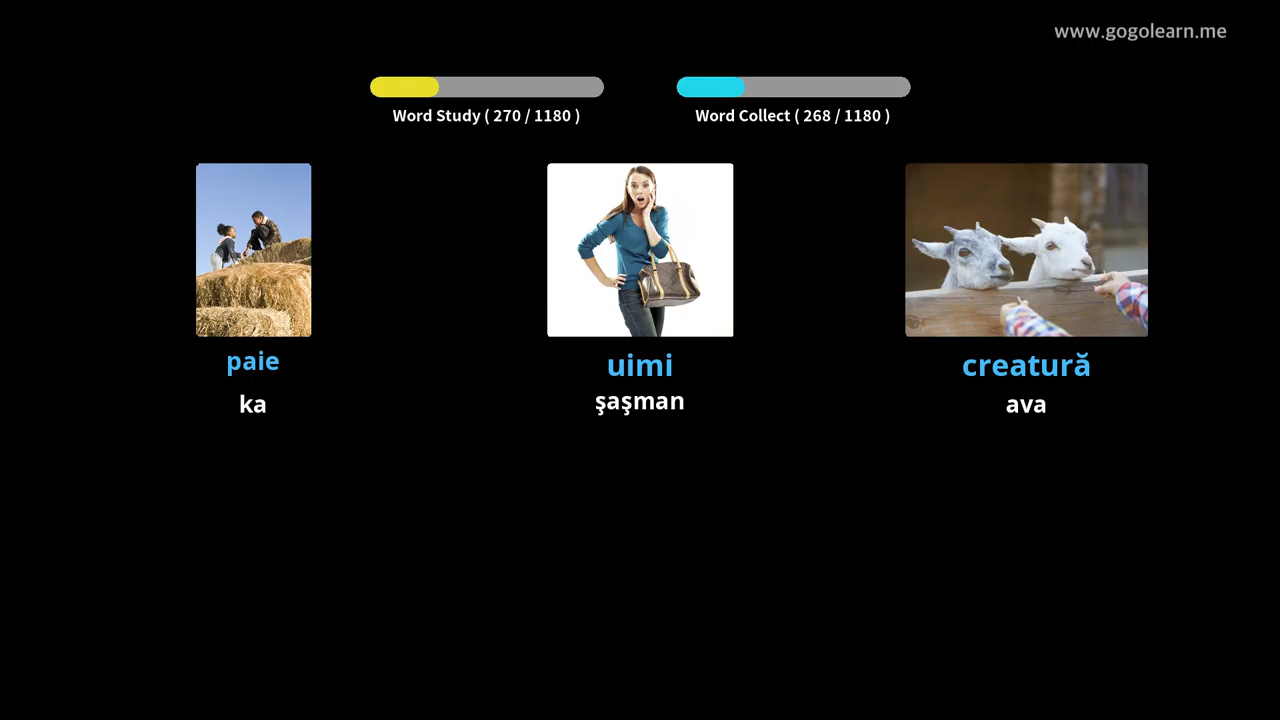 www.gogolearn.me
Word Study ( 270 / 1180 )
Word Collect ( 268 / 1180 )
paie
ka
uimi
şaşman
creatură
ava